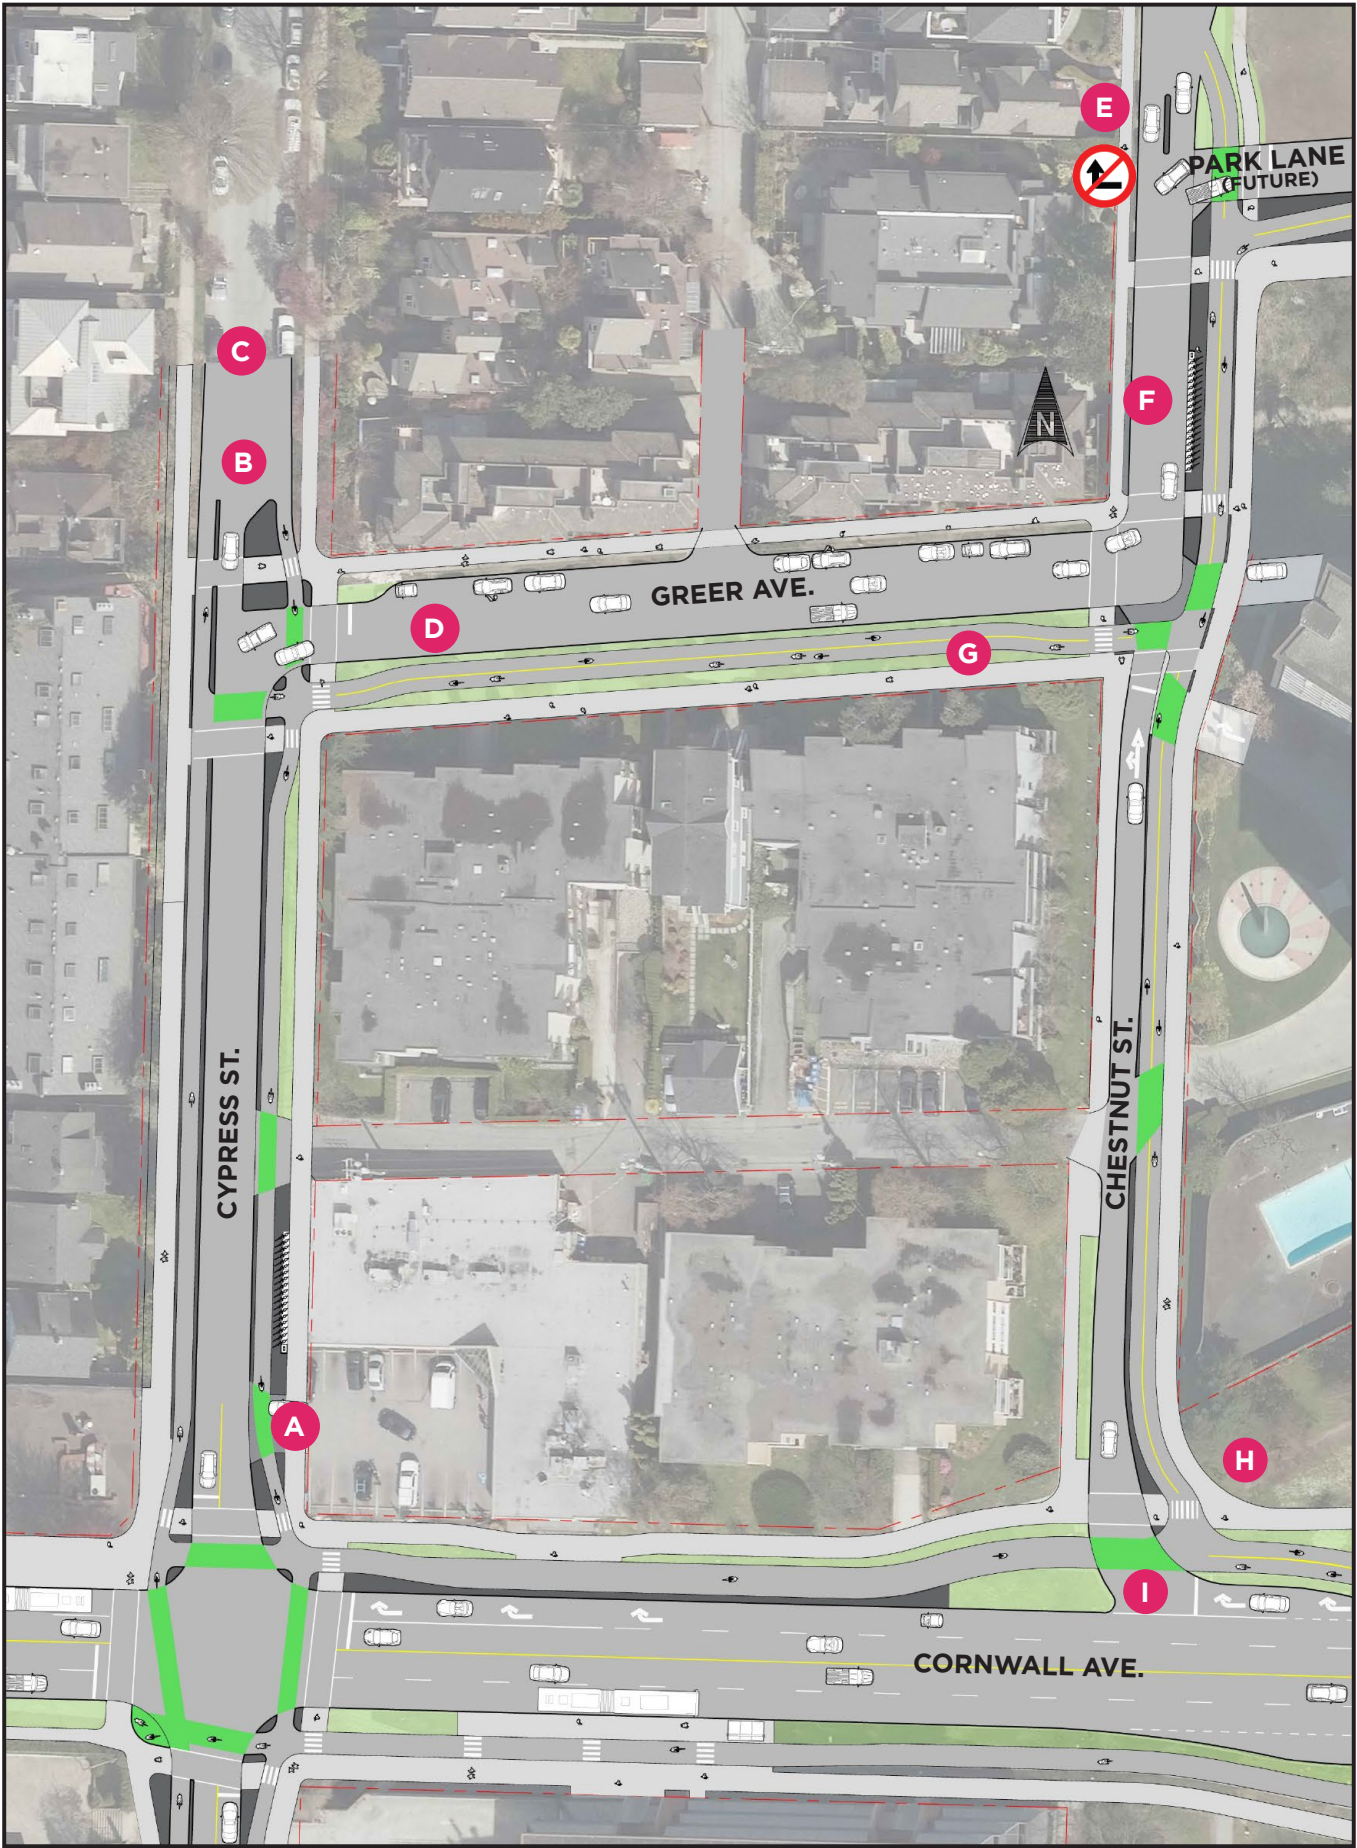 E
PARK LANE
(FUTURE)
C
F
N
B
GREER AVE.
D
G
CYPRESS ST.
CHESTNUT ST.
A
H
I
CORNWALL AVE.